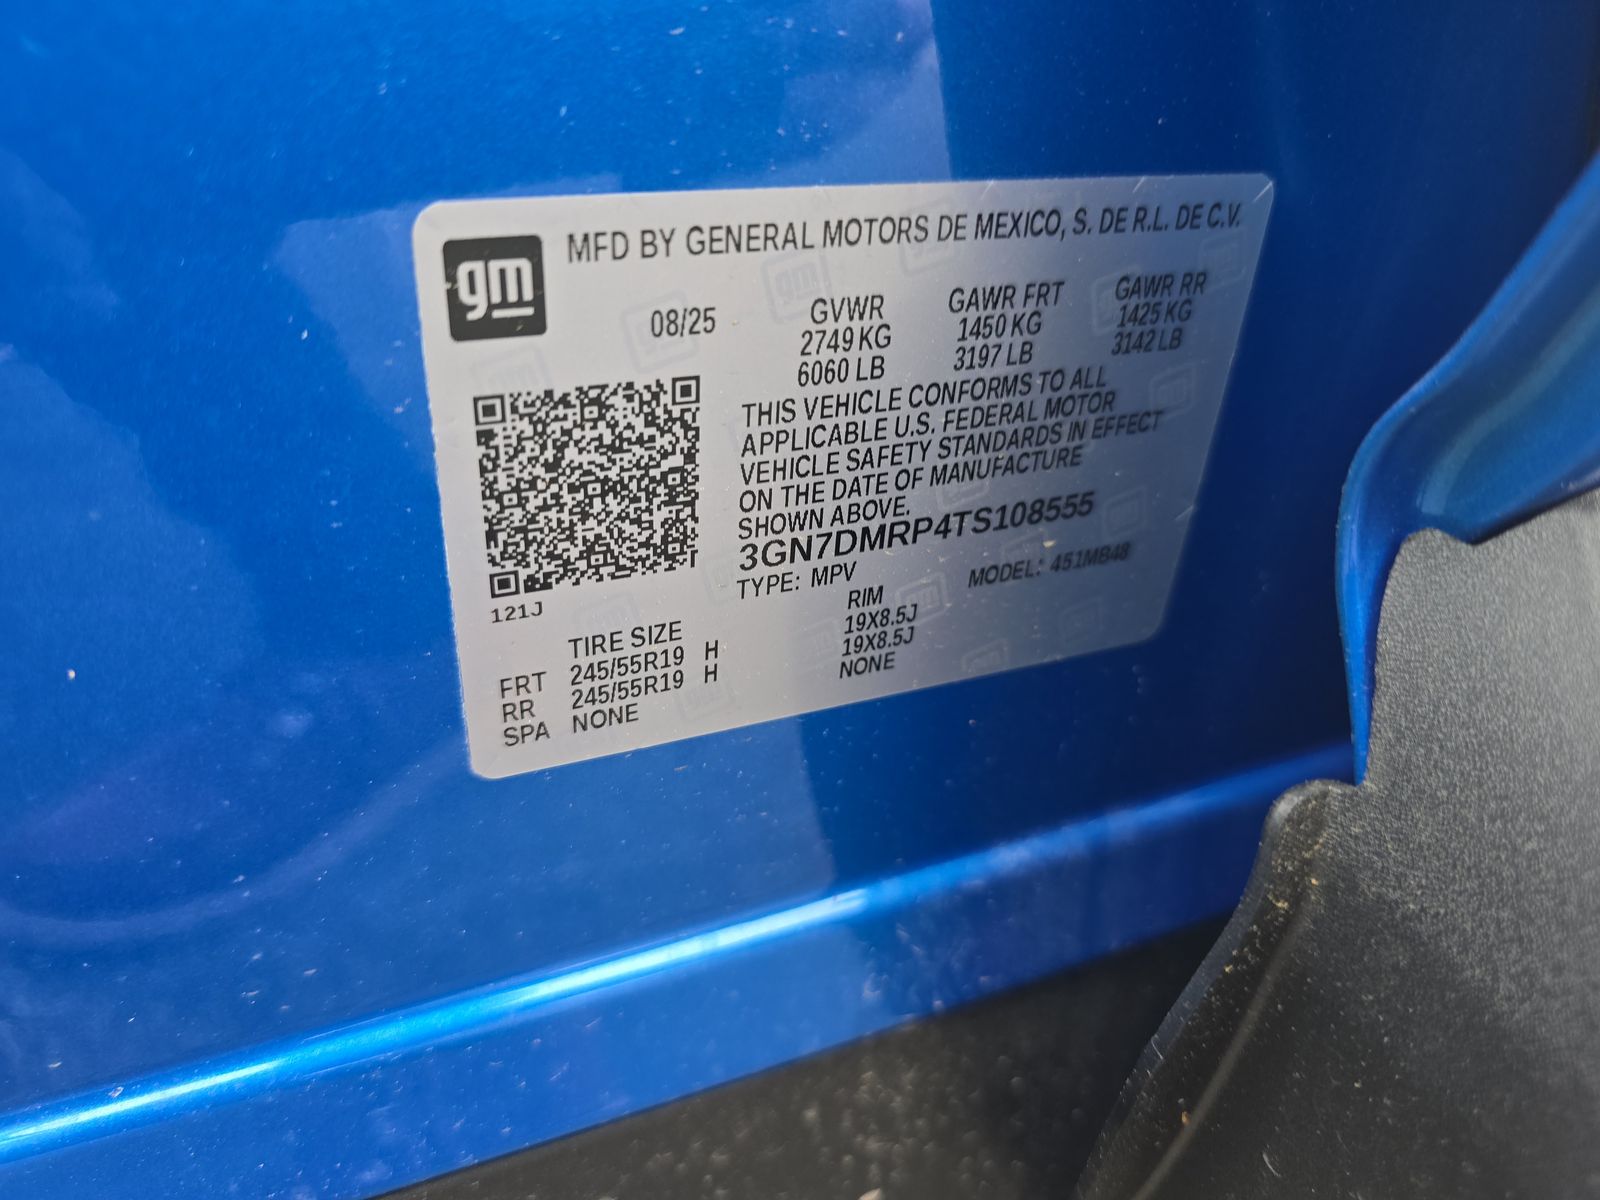 gm
MFD BY GENERAL MOTORS DE MEXICO, S. DE R.L. DE C.V.
08/25
GVWR
2749 KG
6060 LB
GAWR FRT
1450 KG
3197 LB
GAWR RR
1425 KG
3142 LB
THIS VEHICLE CONFORMS TO ALL
APPLICABLE U.S. FEDERAL MOTOR
VEHICLE SAFETY STANDARDS IN EFFECT
ON THE DATE OF MANUFACTURE
SHOWN ABOVE.
3GN7DMRP4TS108555
TYPE: MPV MODEL: 451MB48
121J
TIRE SIZE RIM
FRT 245/55R19 H 19X8.5J
RR 245/55R19 H 19X8.5J
SPA NONE NONE